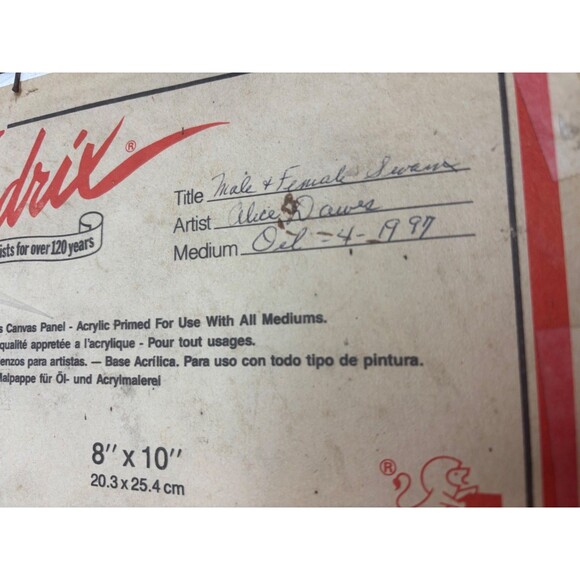 drix®
ists for over 120 years
Title Male & Female Swans
Artist Alice Dawes
Medium Oil - 4 - 1997
s Canvas Panel - Acrylic Primed For Use With All Mediums.
qualité appretée a l'acrylique - Pour tout usages.
enzos para artistas. — Base Acrílica. Para uso con todo tipo de pintura.
Malpappe für Öl- und Acrylmalerei
8" x 10"
20.3 x 25.4 cm
®